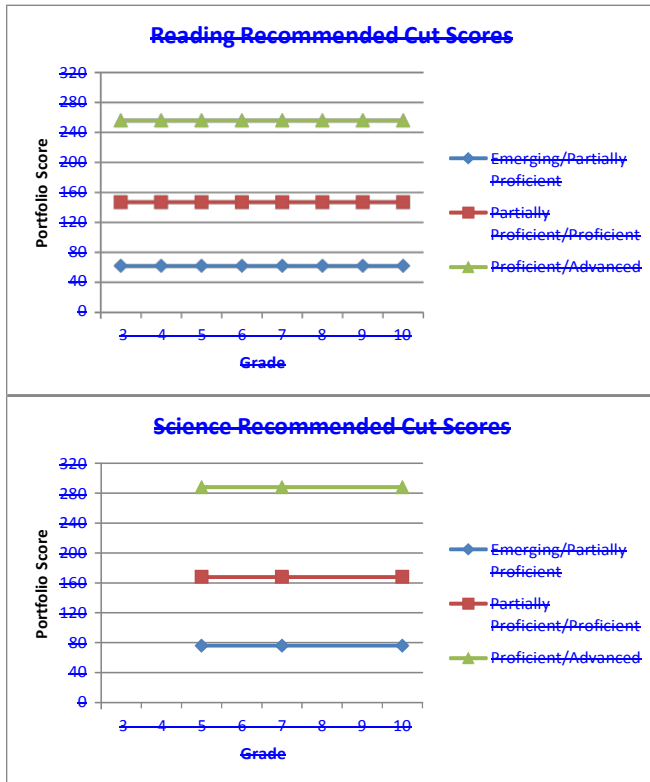 Reading Recommended Cut Scores
320
280
240
200
160
120
80
40
0
Portfolio Score
3 4 5 6 7 8 9 10
Grade
Emerging/Partially
Proficient
Partially
Proficient/Proficient
Proficient/Advanced
Science Recommended Cut Scores
320
280
240
200
160
120
80
40
0
Portfolio Score
3 4 5 6 7 8 9 10
Grade
Emerging/Partially
Proficient
Partially
Proficient/Proficient
Proficient/Advanced